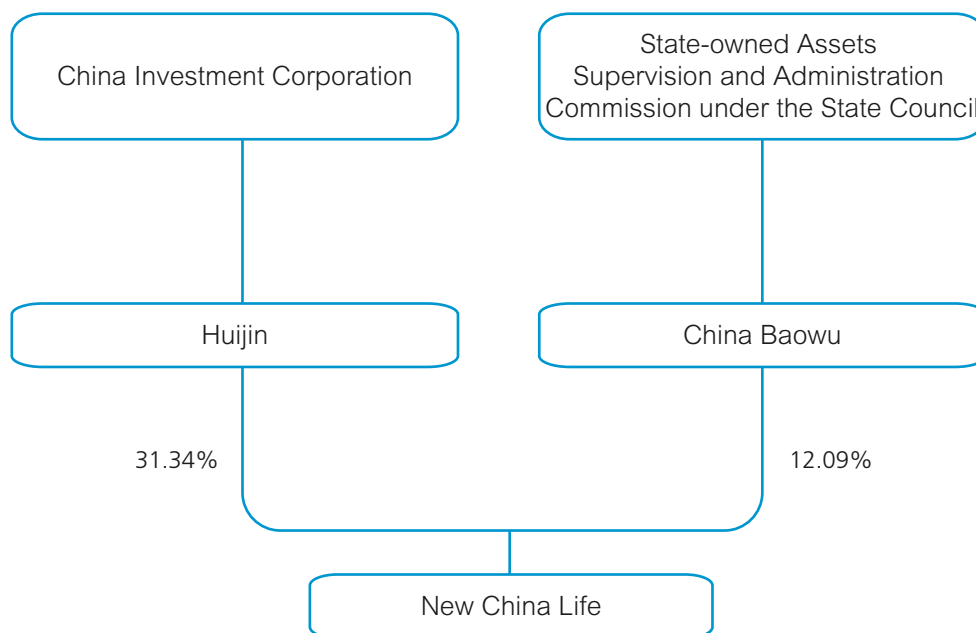 China Investment Corporation
State-owned Assets
Supervision and Administration
Commission under the State Council
Huijin
China Baowu
31.34%
12.09%
New China Life